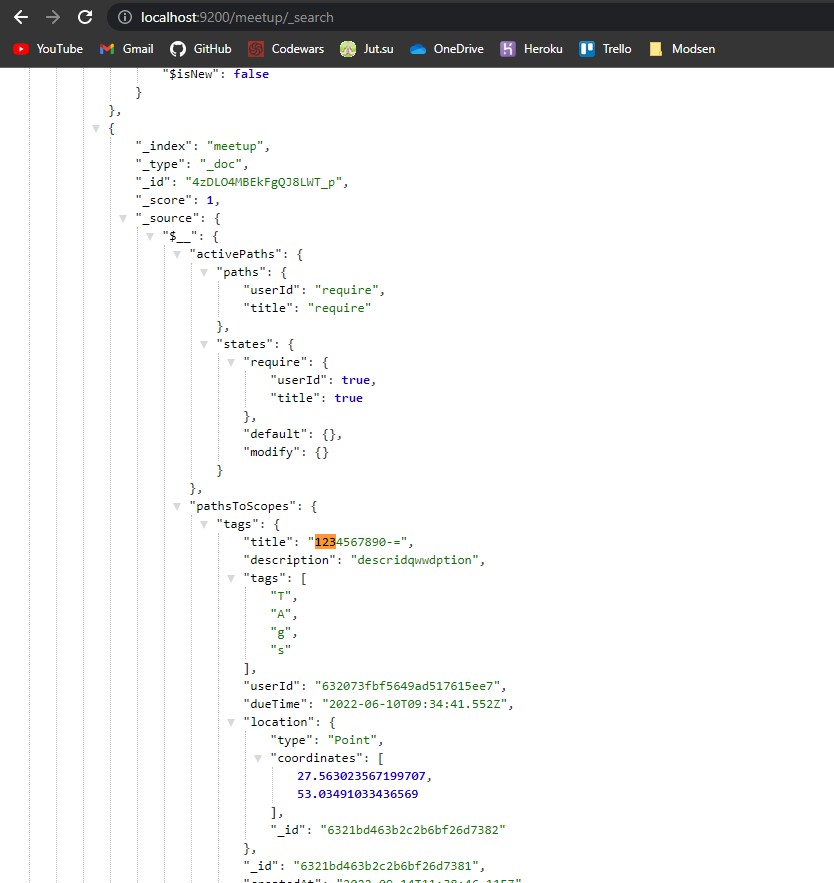 localhost:9200/meetup/_search
YouTube Gmail GitHub Codewars Jut.su OneDrive Heroku Trello Modsen
"$isNew": false
}
},
{
"_index": "meetup",
"_type": "_doc",
"_id": "4zDLO4MBEkFgQJ8LWT_p",
"_score": 1,
"_source": {
"$__": {
"activePaths": {
"paths": {
"userId": "require",
"title": "require"
},
"states": {
"require": {
"userId": true,
"title": true
},
"default": {},
"modify": {}
}
},
"pathsToScopes": {
"tags": {
"title": "1234567890-=",
"description": "descridqwwdption",
"tags": [
"T",
"A",
"g",
"s"
],
"userId": "632073fbf5649ad517615ee7",
"dueTime": "2022-06-10T09:34:41.552Z",
"location": {
"type": "Point",
"coordinates": [
27.563023567199707,
53.03491033436569
],
"_id": "6321bd463b2c2b6bf26d7382"
},
"_id": "6321bd463b2c2b6bf26d7381",